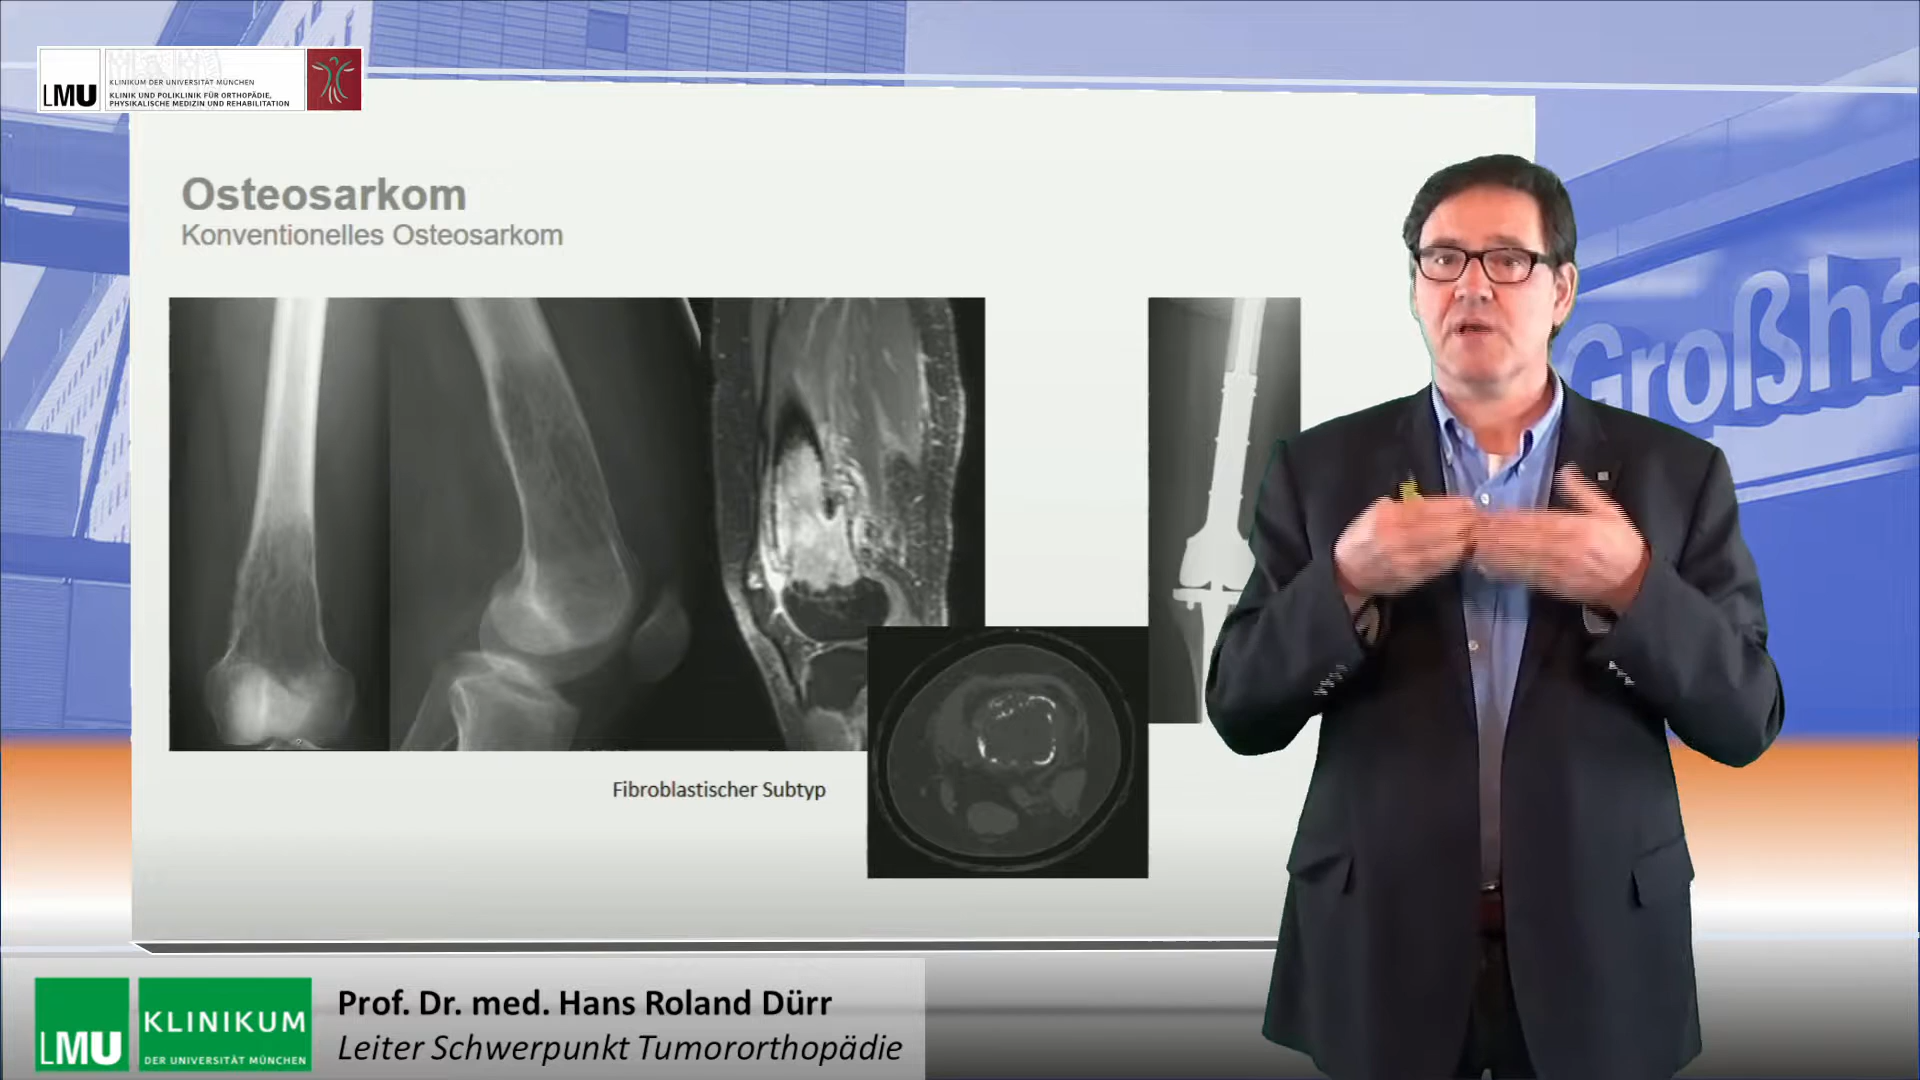 LMU
KLINIKUM DER UNIVERSITÄT MÜNCHEN
KLINIK UND POLIKLINIK FÜR ORTHOPÄDIE,
PHYSIKALISCHE MEDIZIN UND REHABILITATION
Osteosarkom
Konventionelles Osteosarkom
Großha
Fibroblastischer Subtyp
LMU
KLINIKUM
DER UNIVERSITÄT MÜNCHEN
Prof. Dr. med. Hans Roland Dürr
Leiter Schwerpunkt Tumororthopädie